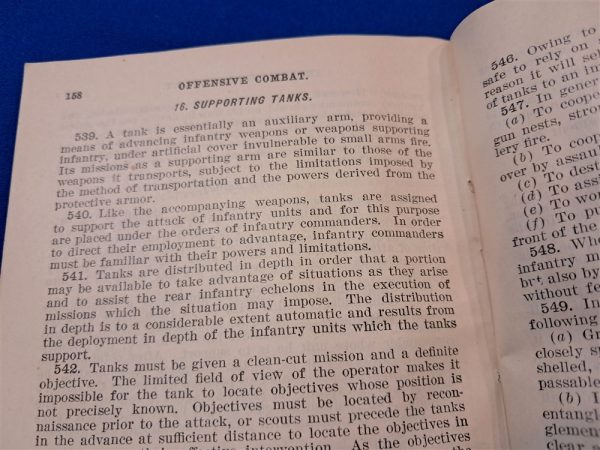 158
OFFENSIVE COMBAT.
16. SUPPORTING TANKS.
539. A tank is essentially an auxiliary arm, providing a
means of advancing infantry weapons or weapons supporting
infantry, under artificial cover invulnerable to small arms fire.
Its missions as a supporting arm are similar to those of the
weapons it transports, subject to the limitations imposed by
the method of transportation and the powers derived from the
protective armor.
540. Like the accompanying weapons, tanks are assigned
to support the attack of infantry units and for this purpose
are placed under the orders of infantry commanders. In order
to direct their employment to advantage, infantry commanders
must be familiar with their powers and limitations.
541. Tanks are distributed in depth in order that a portion
may be available to take advantage of situations as they arise
and to assist the rear infantry echelons in the execution of
missions which the situation may impose. The distribution
in depth is to a considerable extent automatic and results from
the deployment in depth of the infantry units which the tanks
support.
542. Tanks must be given a clean-cut mission and a definite
objective. The limited field of view of the operator makes it
impossible for the tank to locate objectives whose position is
not precisely known. Objectives must be located by recon-
naissance prior to the attack, or scouts must precede the tanks
in the advance at sufficient distance to locate the objectives in
effective intervention. As the objectives
the
546. Owing to
safe to rely on
reason it will
of tanks to an in
547. In gener
(a) To coope
gun nests, stron
lery fire.
(b) To coop
over by assau
(c) To dest
(d) To ass
(e) To wor
(f) To pu
front of the
548. Whe
infantry m
also by
without fe
549. In
following
(a) Gr
closely s
shelled,
passable
(b) I
entangle
glemen
clear